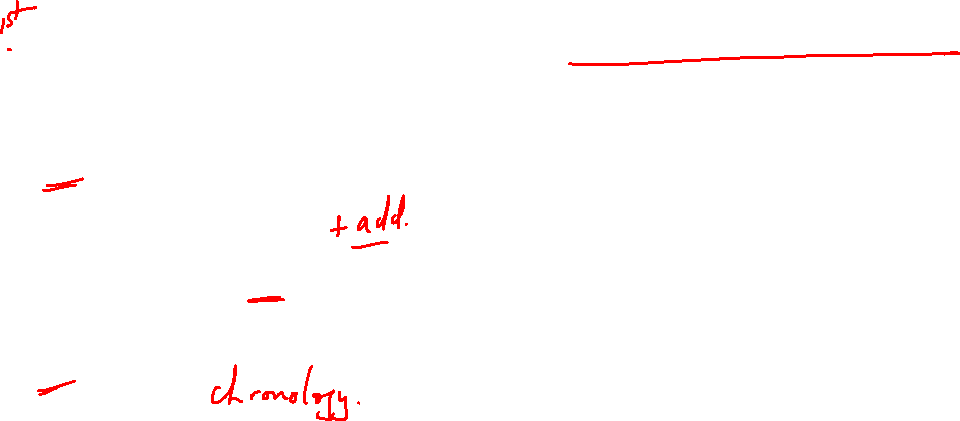 1st
+ add.
chronology.